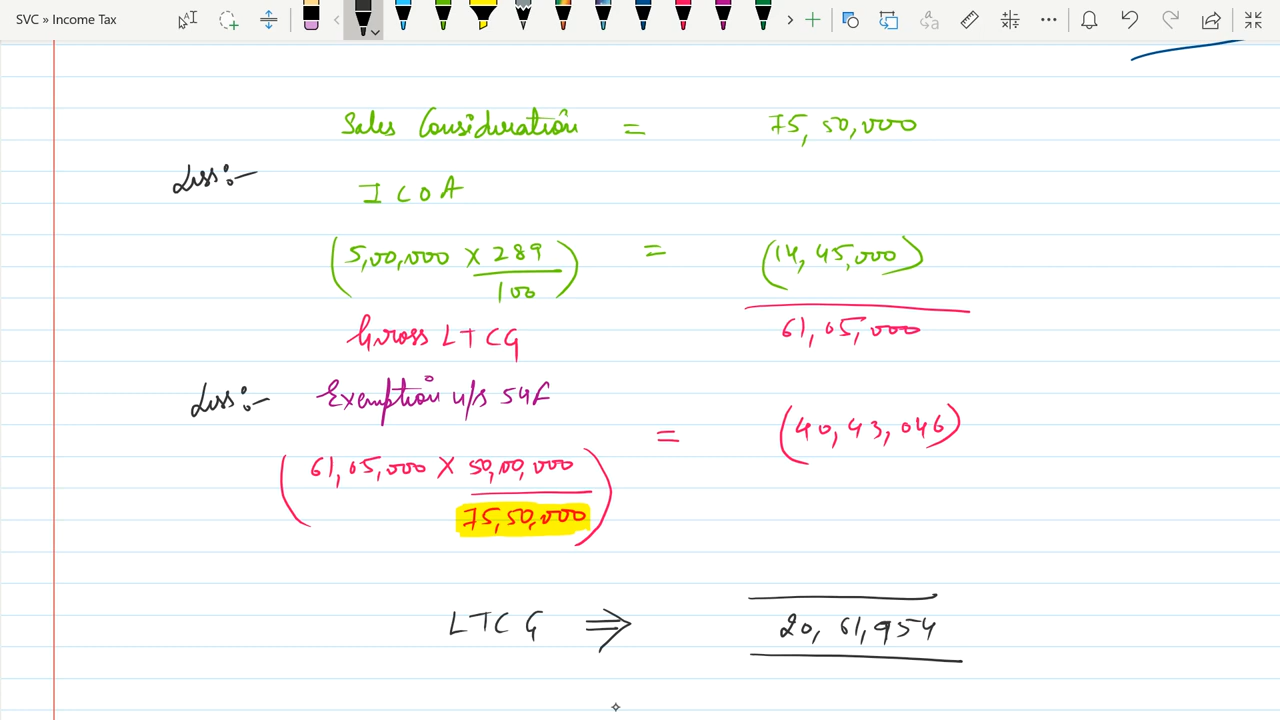 SVC » Income Tax
Sales Consideration = 75,50,000
Less:-
I C O A
(5,00,000 X 289 = (14,45,000)
100)
Gross LTCG 61,05,000
Less:- Exemption u/s 54F
= (40,43,046)
(61,05,000 X 50,00,000
75,50,000)
LTCG ⇒ 20,61,954